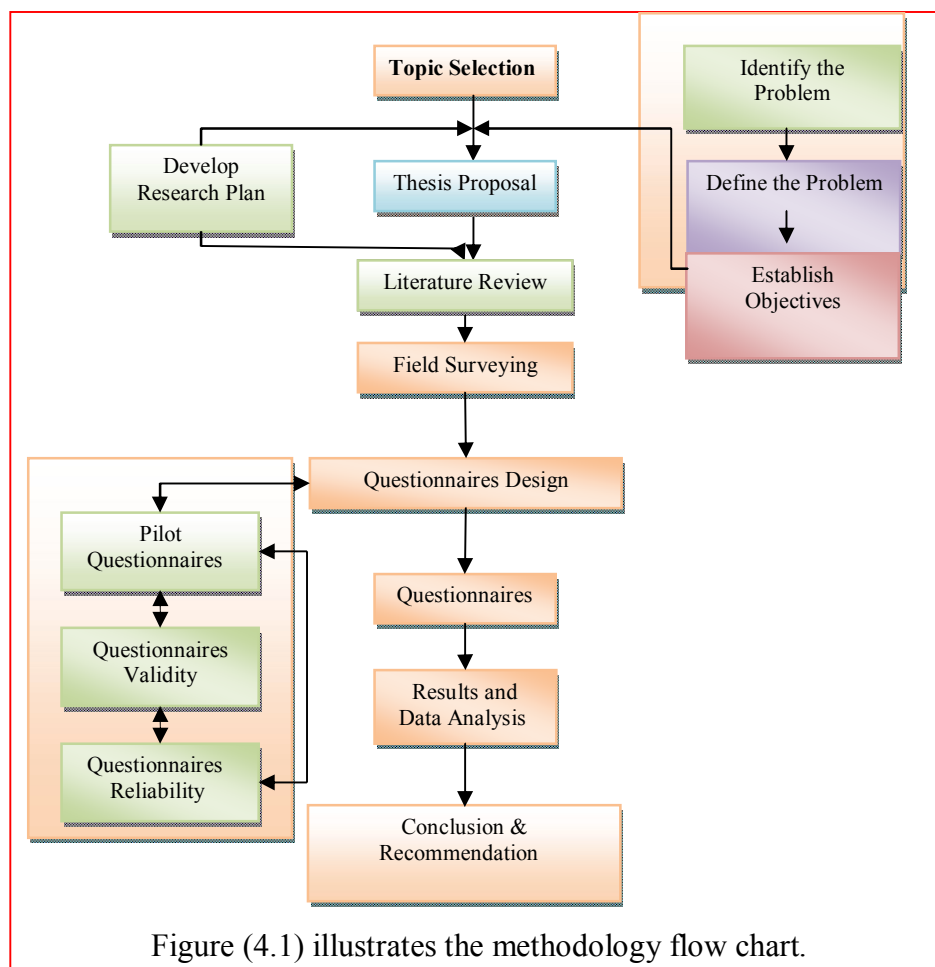 Topic Selection
Identify the
Problem
Develop
Research Plan
Thesis Proposal
Define the Problem
Literature Review
Establish
Objectives
Field Surveying
Questionnaires Design
Pilot
Questionnaires
Questionnaires
Questionnaires
Validity
Results and
Data Analysis
Questionnaires
Reliability
Conclusion &
Recommendation
Figure (4.1) illustrates the methodology flow chart.